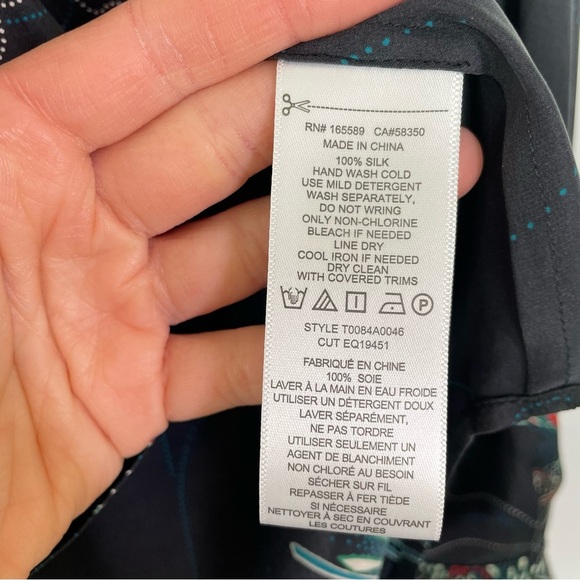 RN# 165589 CA#58350
MADE IN CHINA
100% SILK
HAND WASH COLD
USE MILD DETERGENT
WASH SEPARATELY,
DO NOT WRING
ONLY NON-CHLORINE
BLEACH IF NEEDED
LINE DRY
COOL IRON IF NEEDED
DRY CLEAN
WITH COVERED TRIMS
P
STYLE T0084A0046
CUT EQ19451
FABRIQUÉ EN CHINE
100% SOIE
LAVER À LA MAIN EN EAU FROIDE
UTILISER UN DÉTERGENT DOUX
LAVER SÉPARÉMENT,
NE PAS TORDRE
UTILISER SEULEMENT UN
AGENT DE BLANCHIMENT
NON CHLORÉ AU BESOIN
SÉCHER SUR FIL
REPASSER À FER TIÈDE
SI NÉCESSAIRE
NETTOYER À SEC EN COUVRANT
LES COUTURES